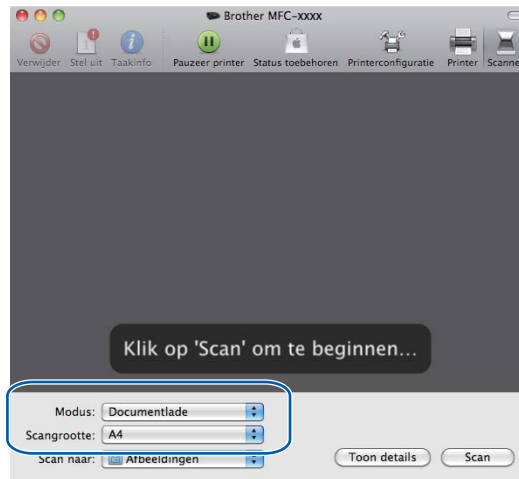 Brother MFC-xxxx
Verwijder Stel uit Taakinfo Pauzeer printer Status toebehoren Printerconfiguratie Printer Scanne
Klik op 'Scan' om te beginnen...
Modus: Documentlade
Scangrootte: A4
Scan naar: Afbeeldingen Toon details Scan